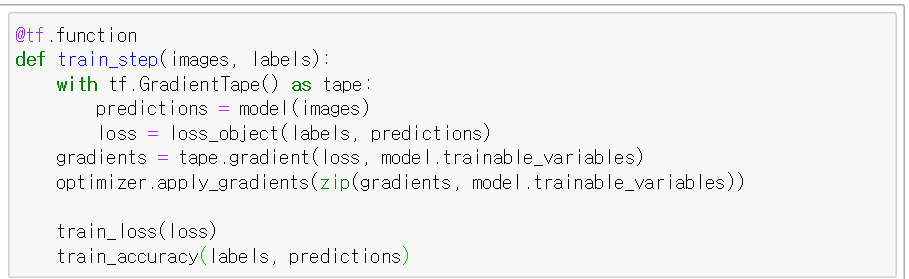 @tf.function
def train_step(images, labels):
    with tf.GradientTape() as tape:
        predictions = model(images)
        loss = loss_object(labels, predictions)
    gradients = tape.gradient(loss, model.trainable_variables)
    optimizer.apply_gradients(zip(gradients, model.trainable_variables))

    train_loss(loss)
    train_accuracy(labels, predictions)